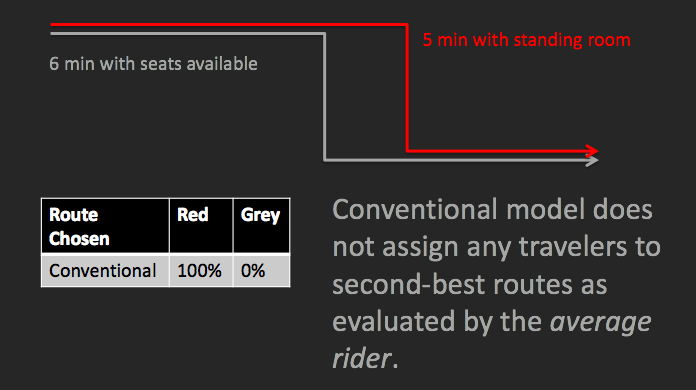 5 min with standing room
6 min with seats available
Route Chosen Red Grey
Conventional 100% 0%
Conventional model does
not assign any travelers to
second-best routes as
evaluated by the average
rider.